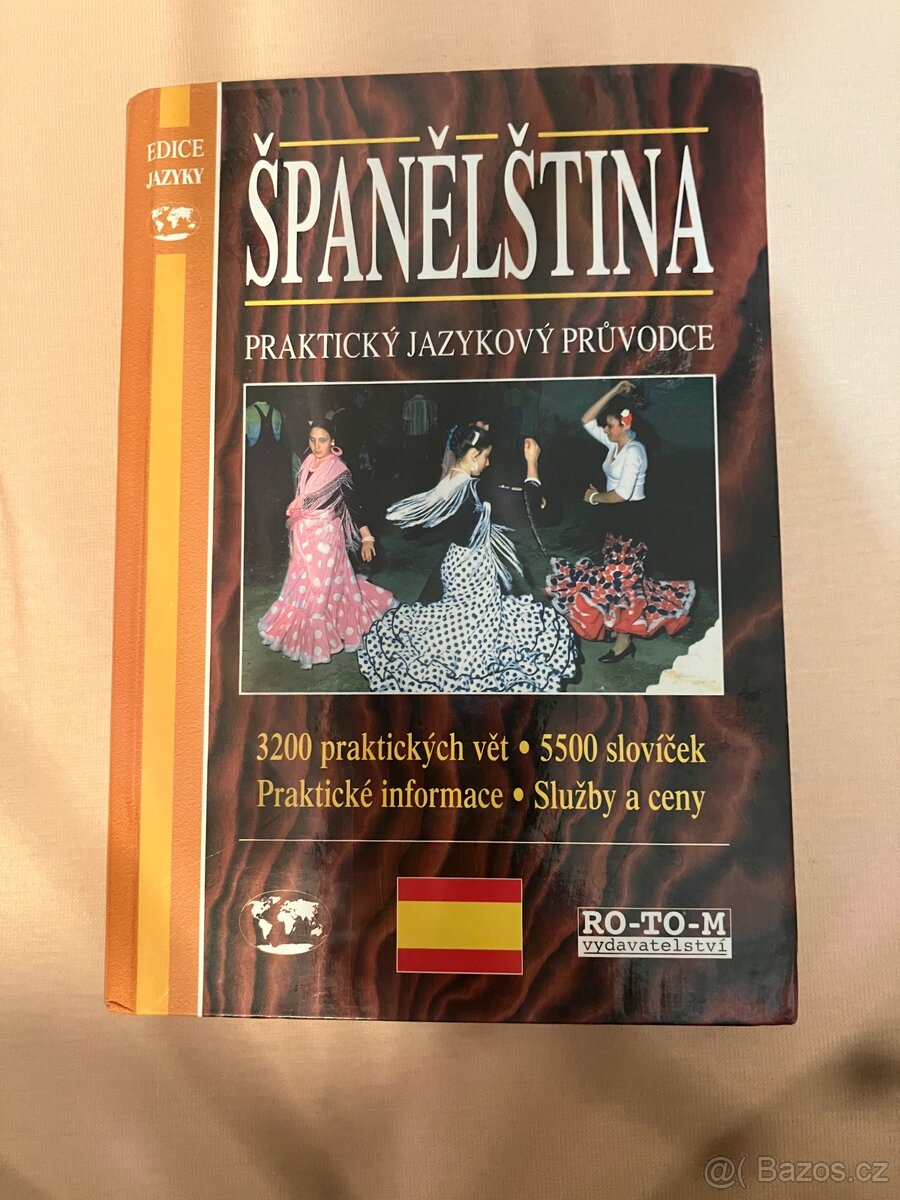 EDICE
JAZYKY
ŠPANĚLŠTINA
PRAKTICKÝ JAZYKOVÝ PRŮVODCE
3200 praktických vět • 5500 slovíček
Praktické informace • Služby a ceny
RO-TO-M
vydavatelství
@( Bazos.cz